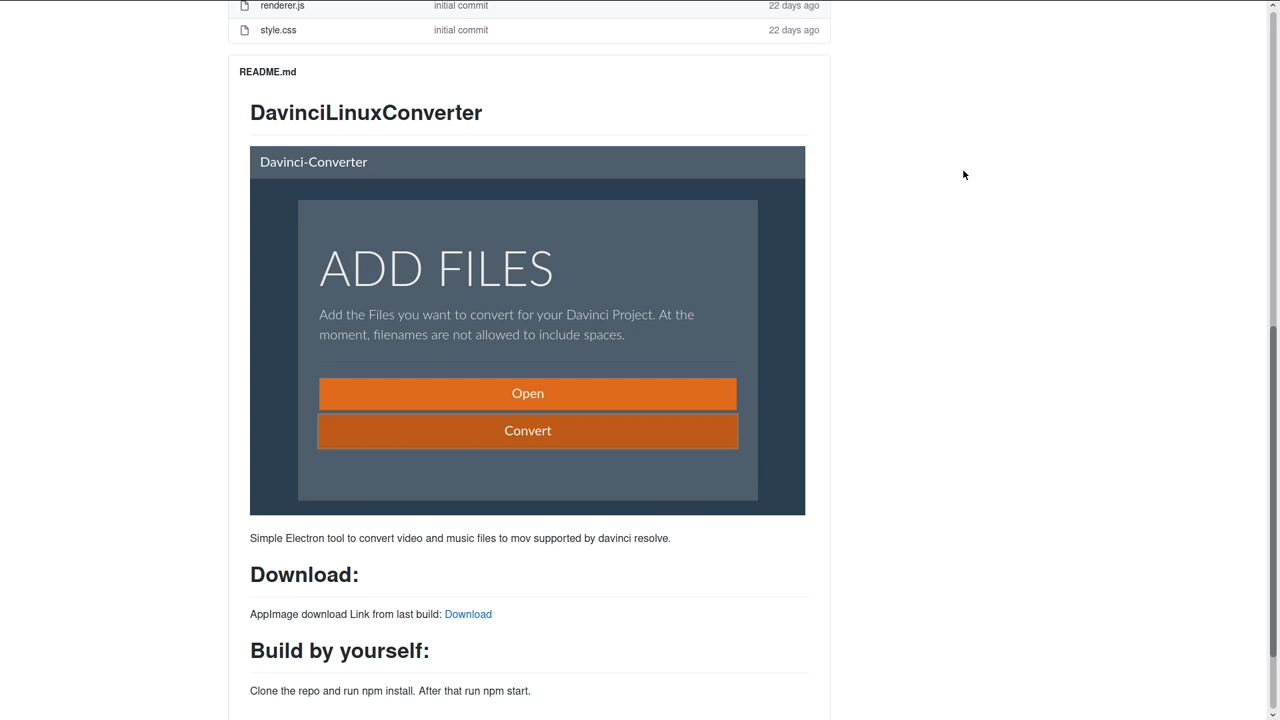 renderer.js initial commit 22 days ago
style.css initial commit 22 days ago
README.md
DavinciLinuxConverter
Davinci-Converter
ADD FILES
Add the Files you want to convert for your Davinci Project. At the
moment, filenames are not allowed to include spaces.
Open
Convert
Simple Electron tool to convert video and music files to mov supported by davinci resolve.
Download:
AppImage download Link from last build: Download
Build by yourself:
Clone the repo and run npm install. After that run npm start.